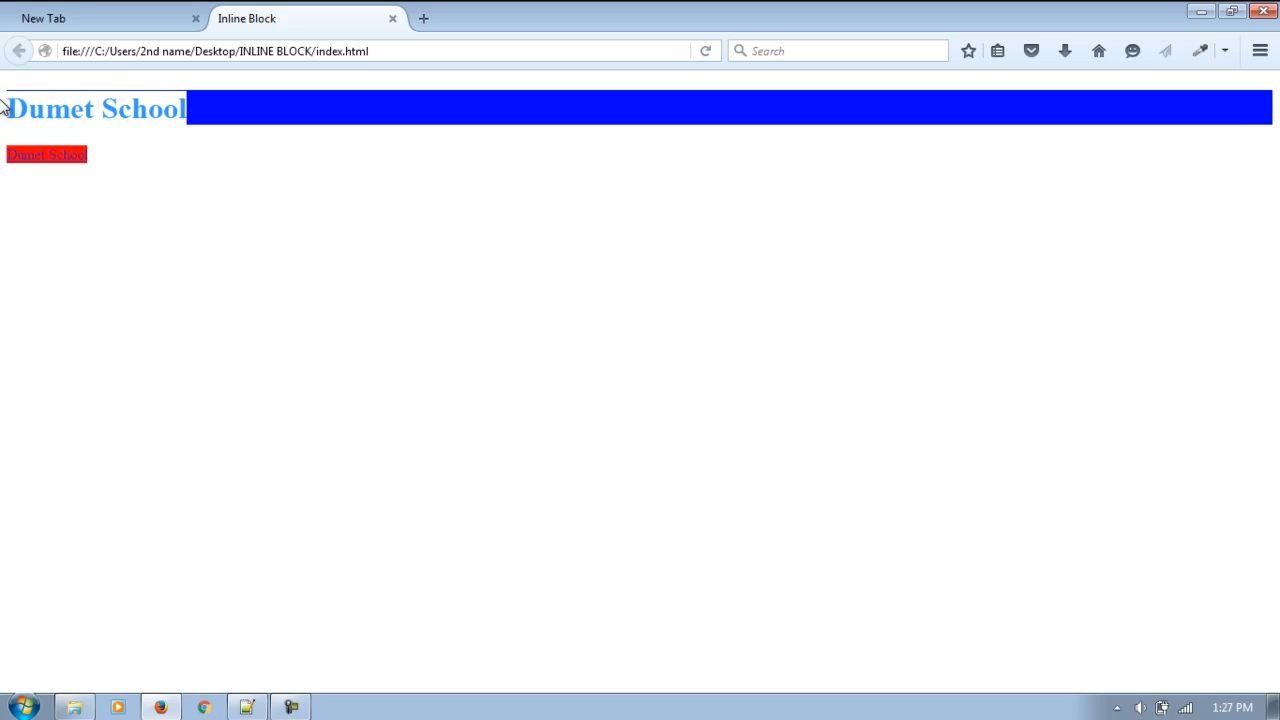 New Tab
Inline Block
file:///C:/Users/2nd name/Desktop/INLINE BLOCK/index.html
Search
Dumet School
Dumet School
1:27 PM